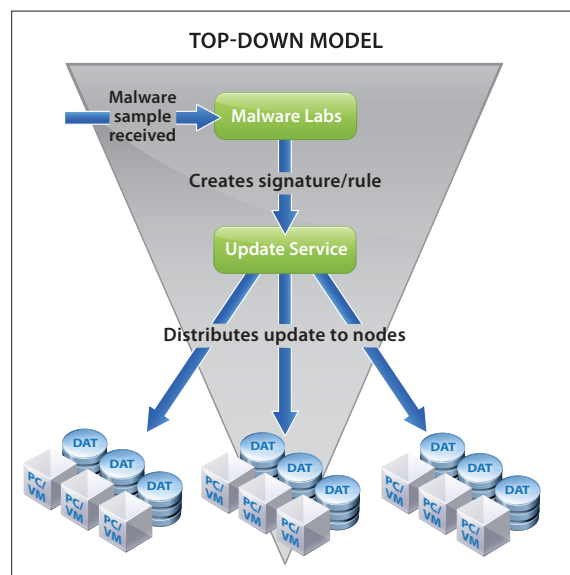 TOP-DOWN MODEL
Malware
sample
received
Malware Labs
Creates signature/rule
Update Service
Distributes update to nodes
DAT
DAT
DAT
PC/
VM
PC/
VM
PC/
VM
DAT
DAT
DAT
PC/
VM
PC/
VM
PC/
VM
DAT
DAT
DAT
PC/
VM
PC/
VM
PC/
VM